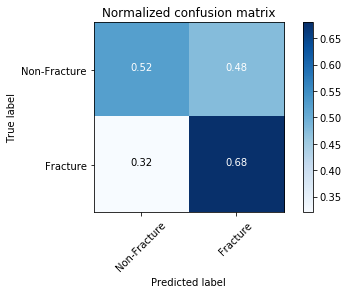 Normalized confusion matrix
True label
Non-Fracture
Fracture
0.52
0.48
0.32
0.68
Non-Fracture
Fracture
Predicted label
0.65
0.60
0.55
0.50
0.45
0.40
0.35